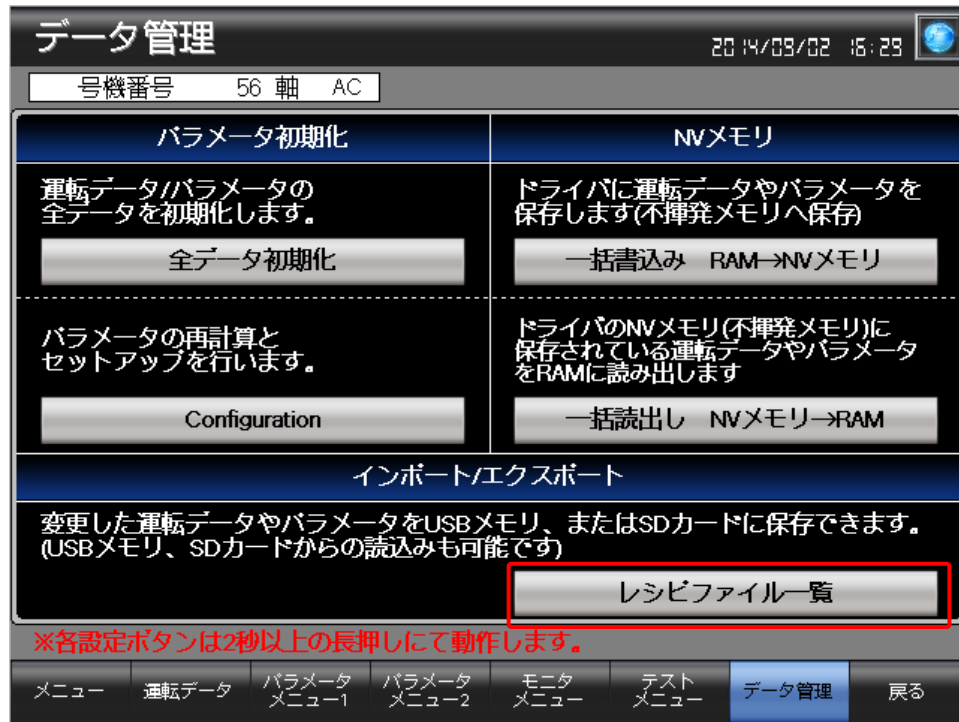 データ管理
2014/09/02 16:29
号機番号 56 軸 AC
パラメータ初期化
NVメモリ
運転データ/パラメータの
全データを初期化します。
全データ初期化
ドライバに運転データやパラメータを
保存します(不揮発メモリへ保存)
一括書込み RAM→NVメモリ
パラメータの再計算と
セットアップを行います。
Configuration
ドライバのNVメモリ(不揮発メモリ)に
保存されている運転データやパラメータ
をRAMに読み出します
一括読出し NVメモリ→RAM
インポート/エクスポート
変更した運転データやパラメータをUSBメモリ、またはSDカードに保存できます。
(USBメモリ、SDカードからの読込みも可能です)
レシピファイル一覧
※各設定ボタンは2秒以上の長押しにて動作します。
メニュー
運転データ
パラメータ
メニュー1
パラメータ
メニュー2
モニタ
メニュー
テスト
メニュー
データ管理
戻る